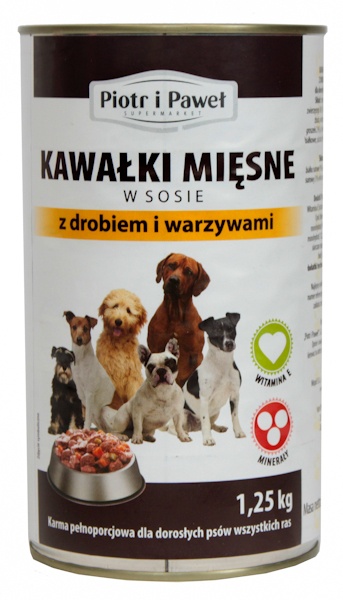 Piotr i Paweł
SUPERMARKET
KAWAŁKI MIĘSNE
W SOSIE
z drobiem i warzywami
WITAMINA E
MINERAŁY
1,25 kg
Karma pełnoporcjowa dla dorosłych psów wszystkich ras